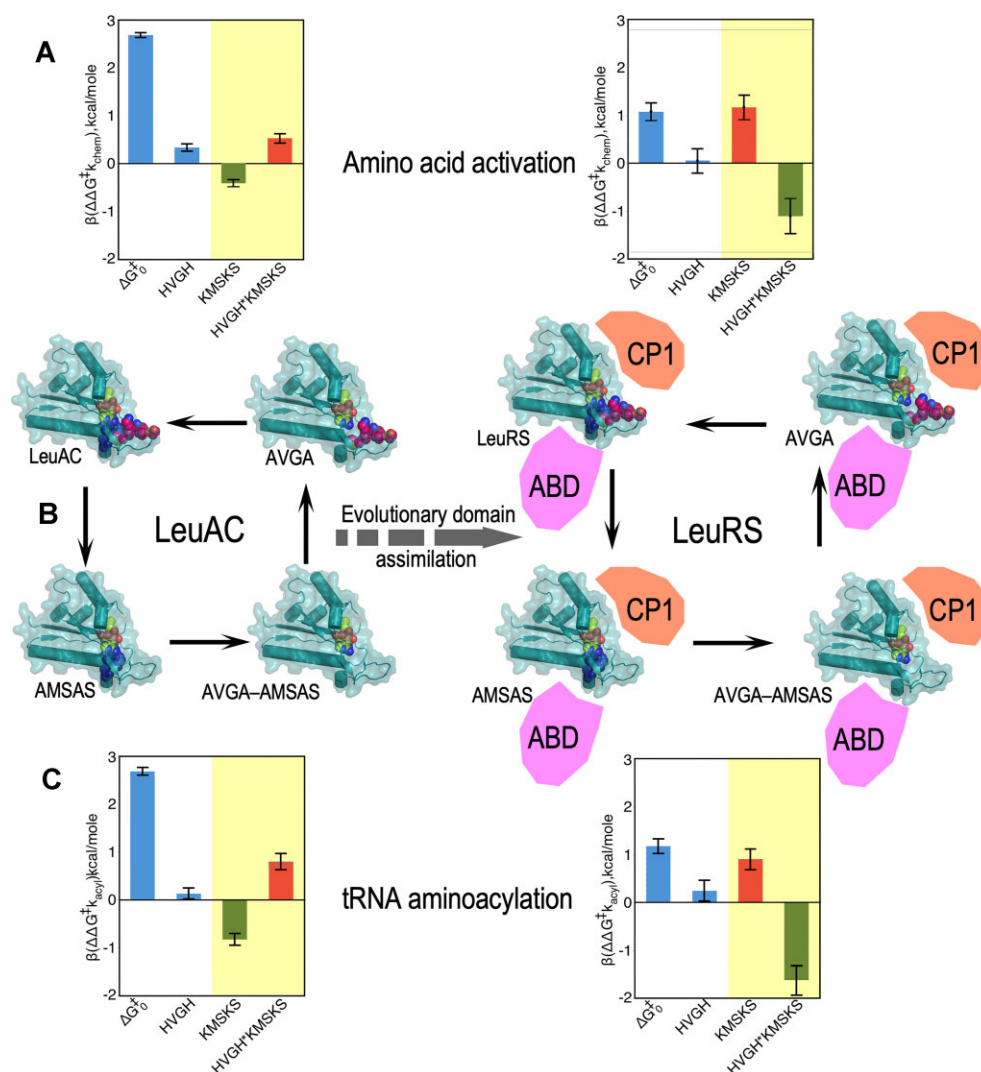 A
3
2
1
0
-1
-2
β(ΔΔG‡k_chem), kcal/mole
ΔG‡0
HVGH
KMSKS
HVGH*KMSKS
Amino acid activation
3
2
1
0
-1
-2
β(ΔΔG‡k_chem), kcal/mole
ΔG‡0
HVGH
KMSKS
HVGH*KMSKS
B
LeuAC
AVGA
LeuAC
AMSAS
AVGA–AMSAS
Evolutionary domain
assimilation
CP1
LeuRS
ABD
CP1
AVGA
ABD
LeuRS
CP1
AMSAS
ABD
CP1
AVGA–AMSAS
ABD
C
3
2
1
0
-1
-2
β(ΔΔG‡k_acyl)kcal/mole
ΔG‡0
HVGH
KMSKS
HVGH*KMSKS
tRNA aminoacylation
3
2
1
0
-1
-2
β(ΔΔG‡k_acyl), kcal/mole
ΔG‡0
HVGH
KMSKS
HVGH*KMSKS